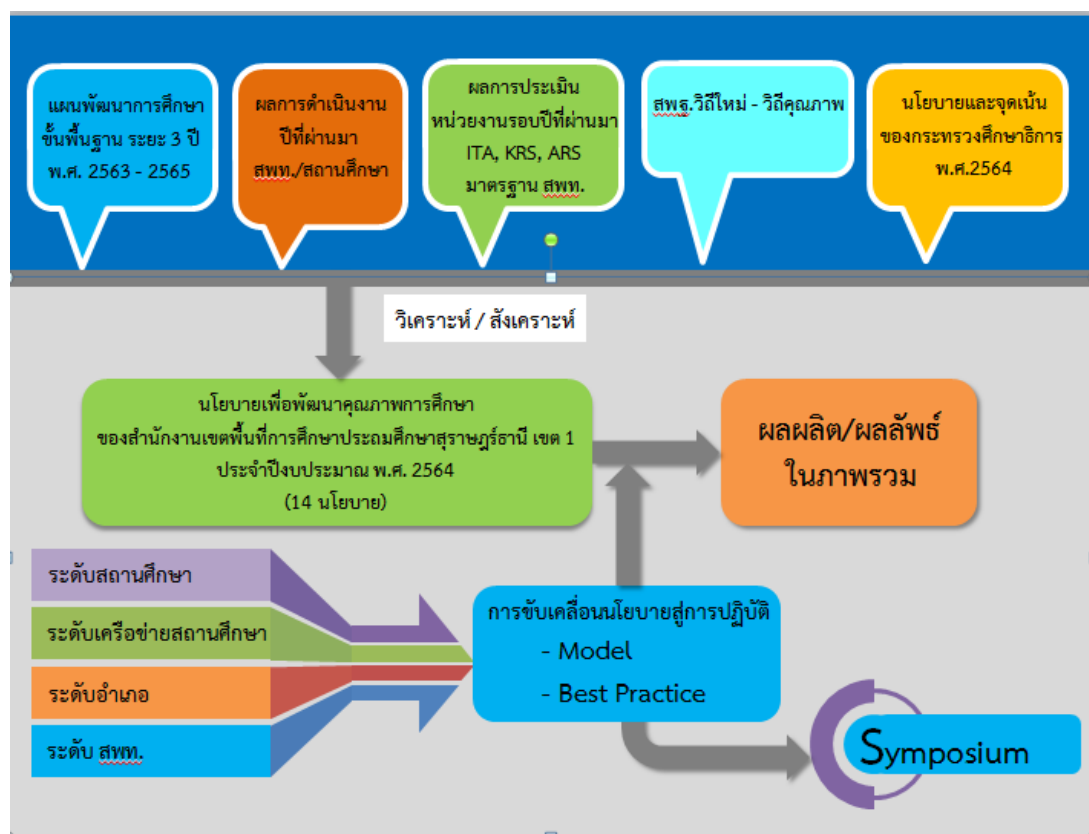 แผนพัฒนาการศึกษา
ขั้นพื้นฐาน ระยะ 3 ปี
พ.ศ. 2563 - 2565
ผลการดำเนินงาน
ปีที่ผ่านมา
สพท./สถานศึกษา
ผลการประเมิน
หน่วยงานรอบปีที่ผ่านมา
ITA, KRS, ARS
มาตรฐาน สพท.
สพฐ.วิถีใหม่ - วิถีคุณภาพ
นโยบายและจุดเน้น
ของกระทรวงศึกษาธิการ
พ.ศ.2564
วิเคราะห์ / สังเคราะห์
นโยบายเพื่อพัฒนาคุณภาพการศึกษา
ของสำนักงานเขตพื้นที่การศึกษาประถมศึกษาสุราษฎร์ธานี เขต 1
ประจำปีงบประมาณ พ.ศ. 2564
(14 นโยบาย)
ผลผลิต/ผลลัพธ์
ในภาพรวม
ระดับสถานศึกษา
ระดับเครือข่ายสถานศึกษา
ระดับอำเภอ
ระดับ สพท.
การขับเคลื่อนนโยบายสู่การปฏิบัติ
- Model
- Best Practice
Symposium